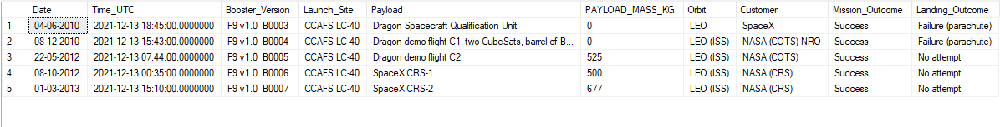 Date Time_UTC Booster_Version Launch_Site Payload PAYLOAD_MASS_KG Orbit Customer Mission_Outcome Landing_Outcome
1 04-06-2010 2021-12-13 18:45:00.0000000 F9 v1.0 B0003 CCAFS LC-40 Dragon Spacecraft Qualification Unit 0 LEO SpaceX Success Failure (parachute)
2 08-12-2010 2021-12-13 15:43:00.0000000 F9 v1.0 B0004 CCAFS LC-40 Dragon demo flight C1, two CubeSats, barrel of B... 0 LEO (ISS) NASA (COTS) NRO Success Failure (parachute)
3 22-05-2012 2021-12-13 07:44:00.0000000 F9 v1.0 B0005 CCAFS LC-40 Dragon demo flight C2 525 LEO (ISS) NASA (COTS) Success No attempt
4 08-10-2012 2021-12-13 00:35:00.0000000 F9 v1.0 B0006 CCAFS LC-40 SpaceX CRS-1 500 LEO (ISS) NASA (CRS) Success No attempt
5 01-03-2013 2021-12-13 15:10:00.0000000 F9 v1.0 B0007 CCAFS LC-40 SpaceX CRS-2 677 LEO (ISS) NASA (CRS) Success No attempt